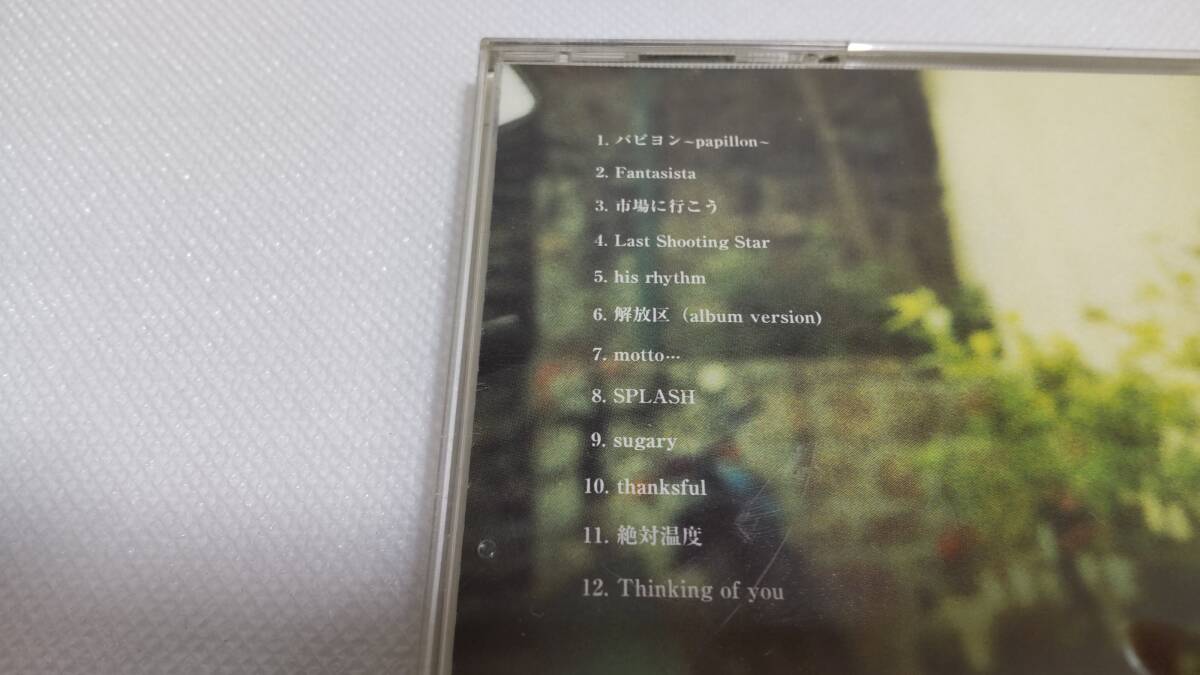 1. パピヨン~papillon~
2. Fantasista
3. 市場に行こう
4. Last Shooting Star
5. his rhythm
6. 解放区 (album version)
7. motto…
8. SPLASH
9. sugary
10. thanksful
11. 絶対温度
12. Thinking of you